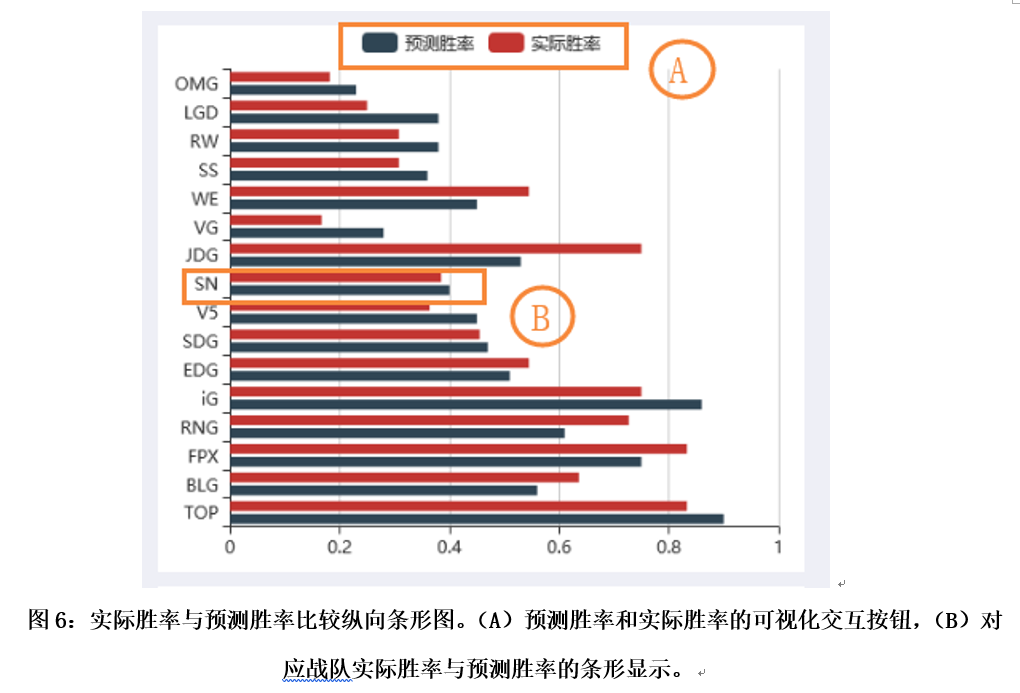 预测胜率 实际胜率
A
OMG
LGD
RW
SS
WE
VG
JDG
SN
V5
B
SDG
EDG
iG
RNG
FPX
BLG
TOP
0 0.2 0.4 0.6 0.8 1
图 6：实际胜率与预测胜率比较纵向条形图。（A）预测胜率和实际胜率的可视化交互按钮，（B）对
应战队实际胜率与预测胜率的条形显示。